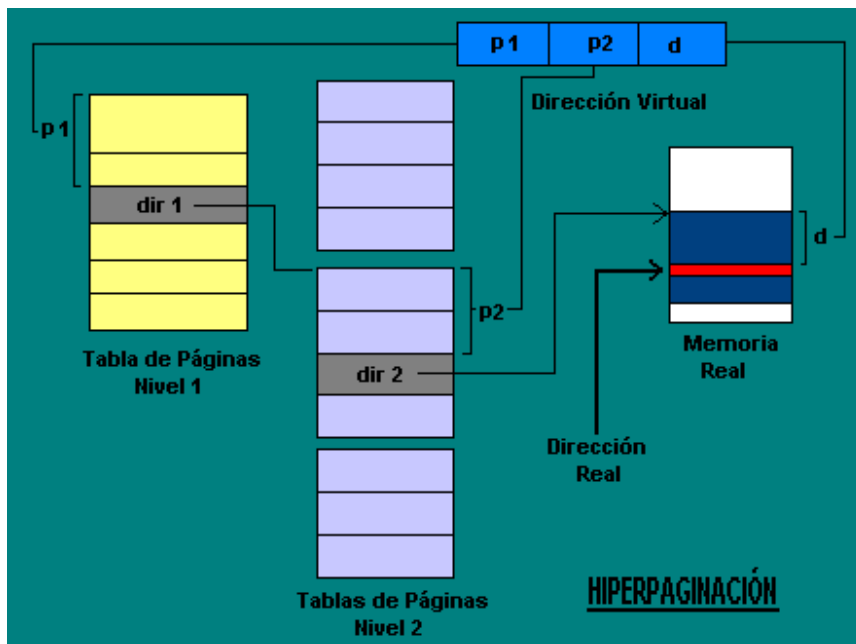 p1 p2 d
Dirección Virtual
p1
dir 1
Tabla de Páginas
Nivel 1
p2
dir 2
Tablas de Páginas
Nivel 2
d
Memoria
Real
Dirección
Real
HIPERPAGINACIÓN